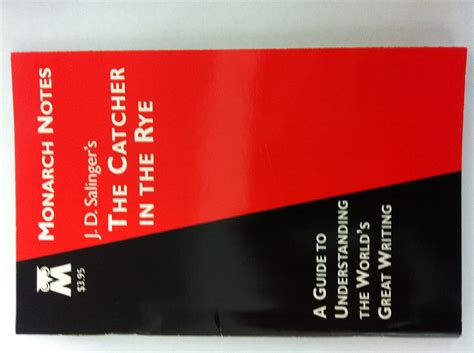 MONARCH NOTES
J. D. Salinger's
THE CATCHER
IN THE RYE
M
$3.95
A GUIDE TO
UNDERSTANDING
THE WORLD'S
GREAT WRITING